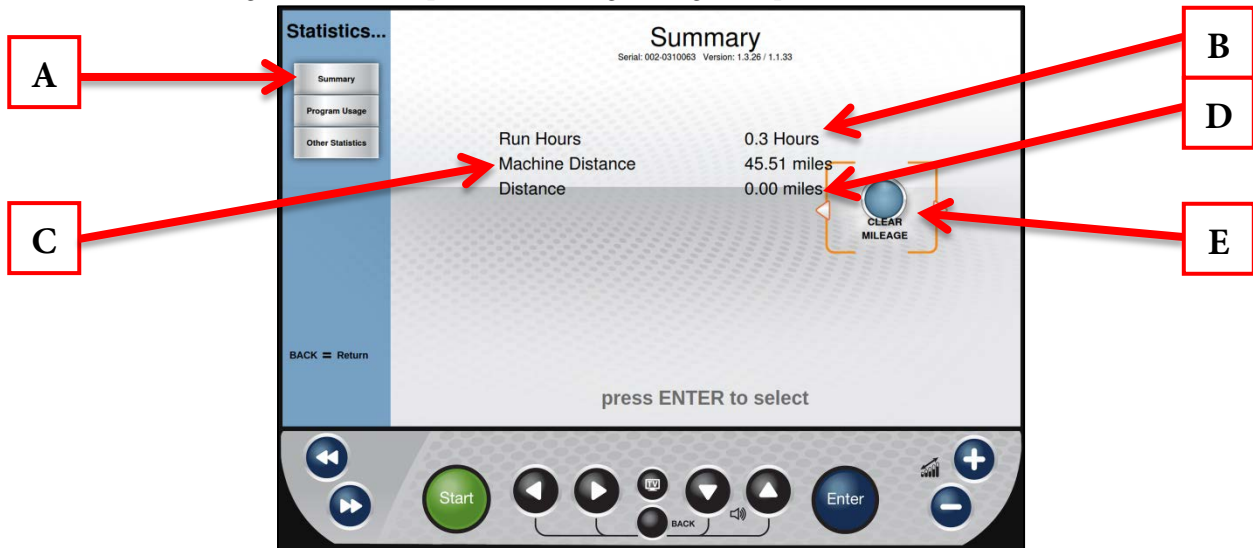 Statistics...
Summary
Serial: 002-0310063 Version: 1.3.26 / 1.1.33
A
B
Summary
Program Usage
D
Other Statistics
Run Hours 0.3 Hours
Machine Distance 45.51 miles
Distance 0.00 miles
C
CLEAR
MILEAGE
E
BACK = Return
press ENTER to select
Start
TV
BACK
Enter